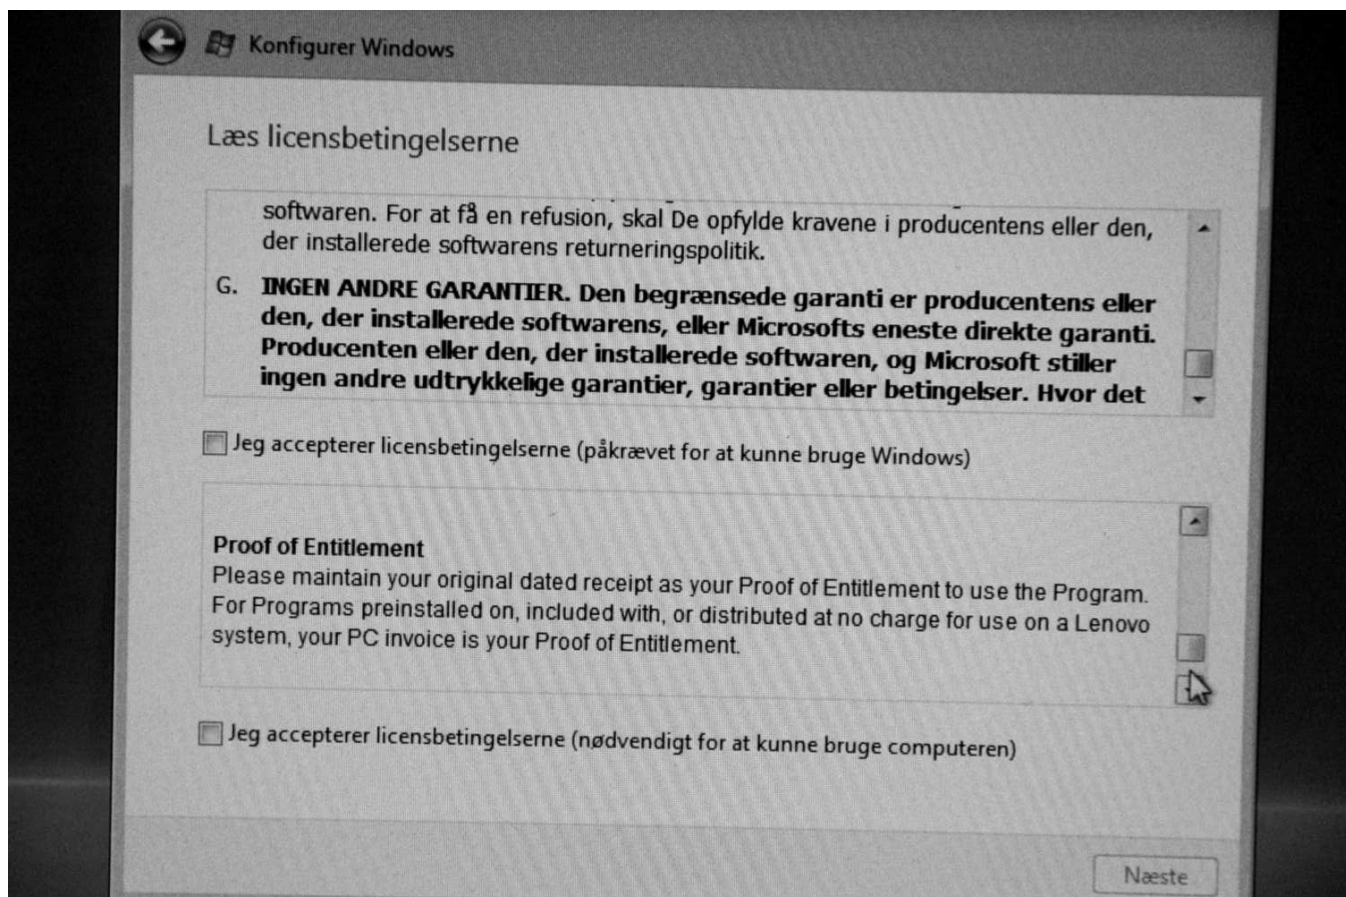 Konfigurer Windows
Læs licensbetingelserne
softwaren. For at få en refusion, skal De opfylde kravene i producentens eller den,
der installerede softwarens returneringspolitik.
G. INGEN ANDRE GARANTIER. Den begrænsede garanti er producentens eller
den, der installerede softwarens, eller Microsofts eneste direkte garanti.
Producenten eller den, der installerede softwaren, og Microsoft stiller
ingen andre udtrykkelige garantier, garantier eller betingelser. Hvor det
Jeg accepterer licensbetingelserne (påkrævet for at kunne bruge Windows)
Proof of Entitlement
Please maintain your original dated receipt as your Proof of Entitlement to use the Program.
For Programs preinstalled on, included with, or distributed at no charge for use on a Lenovo
system, your PC invoice is your Proof of Entitlement.
Jeg accepterer licensbetingelserne (nødvendigt for at kunne bruge computeren)
Næste